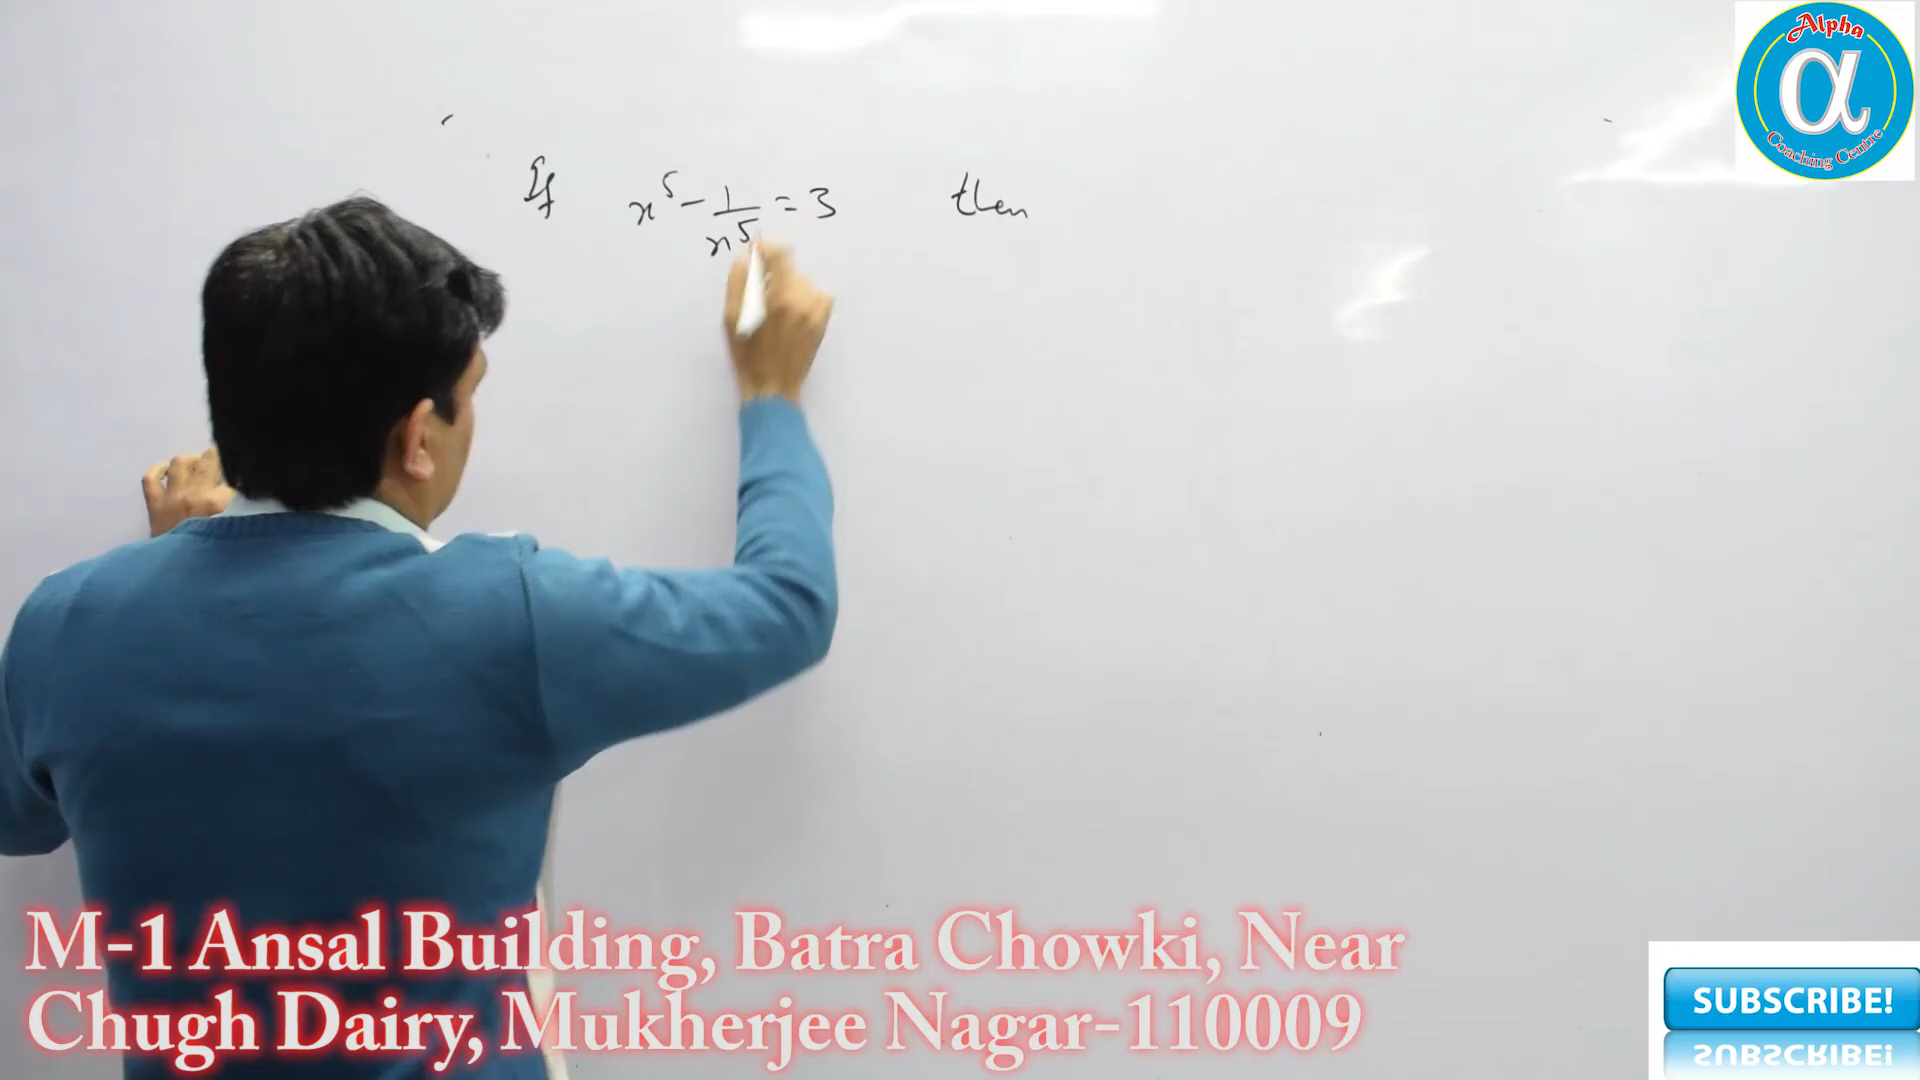 Alpha
α
Coaching Centre
If x⁵ - 1/x⁵ = 3 then
M-1 Ansal Building, Batra Chowki, Near
Chugh Dairy, Mukherjee Nagar-110009
SUBSCRIBE!